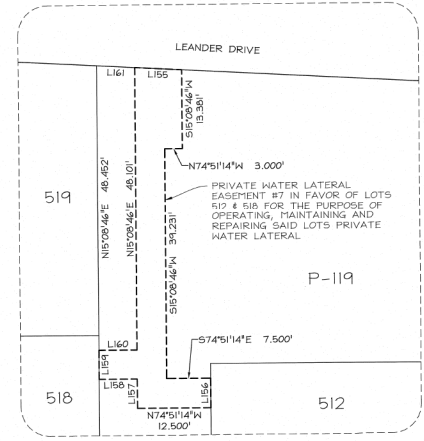 LEANDER DRIVE
L161
L155
S15°08'46"W
13.381'
N74°51'14"W 3.000'
PRIVATE WATER LATERAL
EASEMENT #7 IN FAVOR OF LOTS
512 & 518 FOR THE PURPOSE OF
OPERATING, MAINTAINING AND
REPAIRING SAID LOTS PRIVATE
WATER LATERAL
519
N15°08'46"E 48.452'
N15°08'46"E 48.101'
S15°08'46"W 39.231'
P-119
L160
S74°51'14"E 7.500'
L159
L158
L157
L156
518
N74°51'14"W
12.500'
512